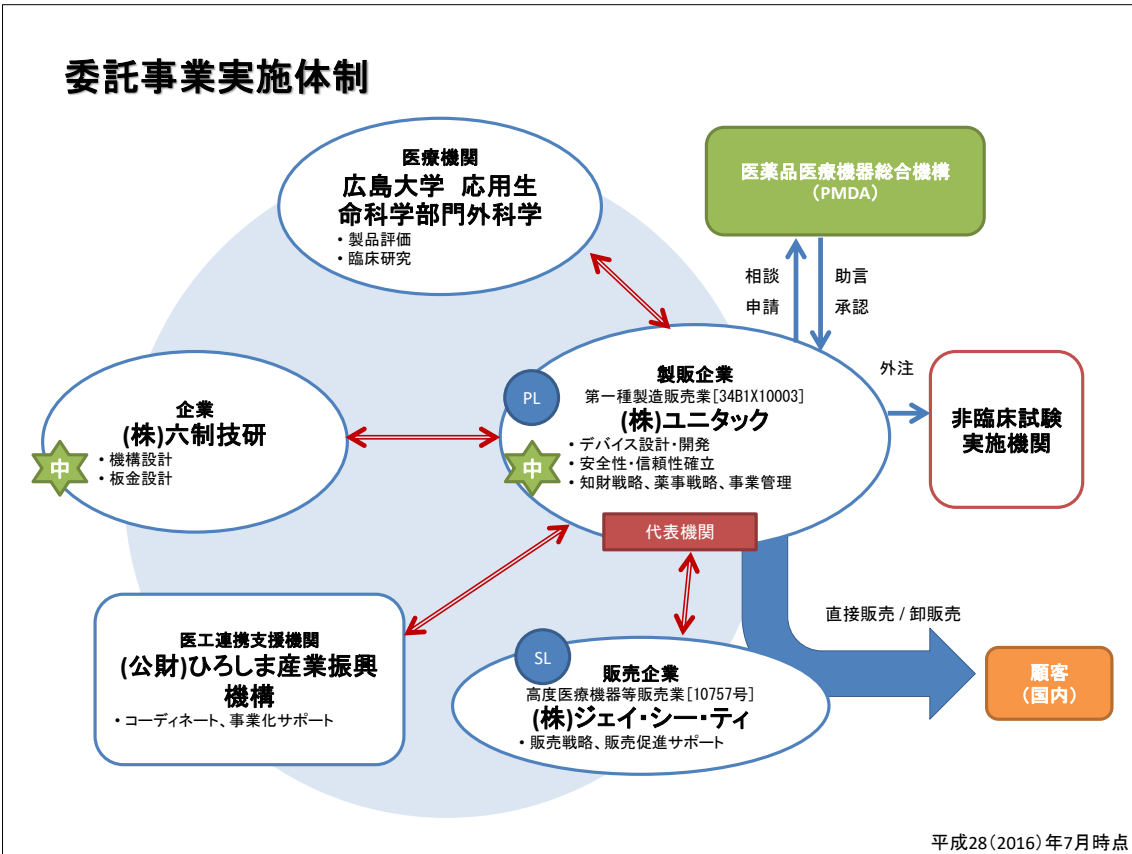 委託事業実施体制
医療機関
広島大学 応用生
命科学部門外科学
・製品評価
・臨床研究
医薬品医療機器総合機構
(PMDA)
相談
申請
助言
承認
製販企業
PL
第一種製造販売業[34B1X10003]
(株)ユニタック
・デバイス設計・開発
中
・安全性・信頼性確立
・知財戦略、薬事戦略、事業管理
代表機関
外注
非臨床試験
実施機関
企業
(株)六制技研
中
・機構設計
・板金設計
医工連携支援機関
(公財)ひろしま産業振興
機構
・コーディネート、事業化サポート
SL
販売企業
高度医療機器等販売業[10757号]
(株)ジェイ・シー・ティ
・販売戦略、販売促進サポート
直接販売 / 卸販売
顧客
(国内)
平成28(2016)年7月時点